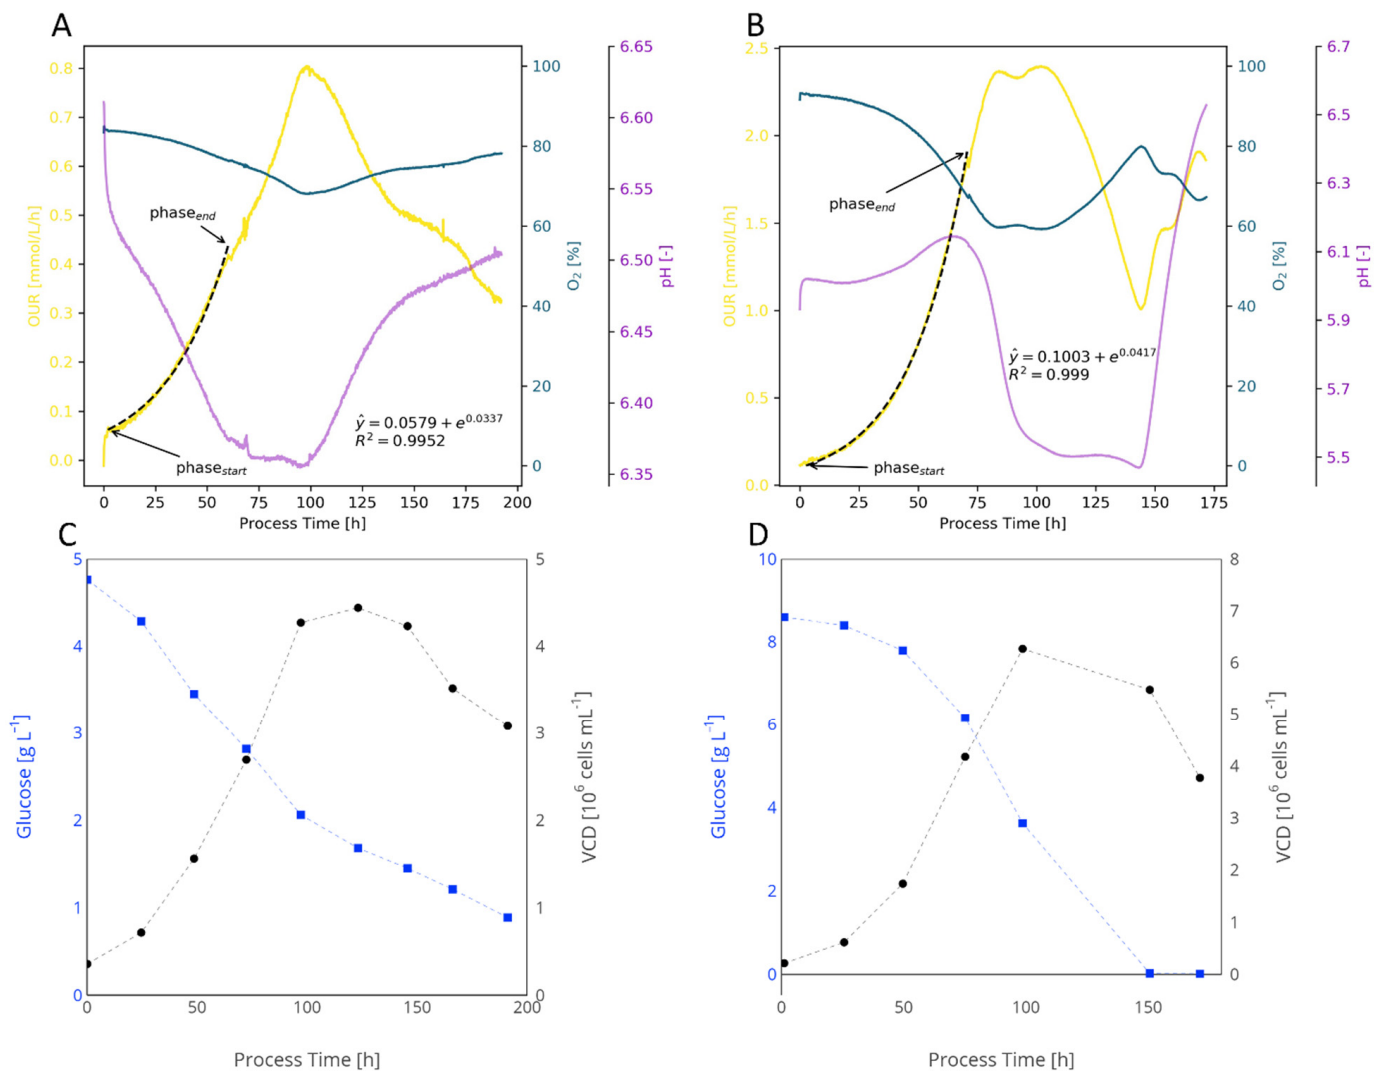 A
B
0.8
0.7
0.6
0.5
0.4
0.3
0.2
0.1
0.0
OUR [mmol/L/h]
100
80
60
40
20
0
O₂ [%]
6.65
6.60
6.55
6.50
6.45
6.40
6.35
pH [-]
phase_end
phase_start
ŷ = 0.0579 + e^0.0337
R² = 0.9952
0 25 50 75 100 125 150 175 200
Process Time [h]
2.5
2.0
1.5
1.0
0.5
0.0
OUR [mmol/L/h]
100
80
60
40
20
0
O₂ [%]
6.7
6.5
6.3
6.1
5.9
5.7
5.5
pH [-]
phase_end
phase_start
ŷ = 0.1003 + e^0.0417
R² = 0.999
0 25 50 75 100 125 150 175
Process Time [h]
C
D
5
4
3
2
1
0
Glucose [g L⁻¹]
5
4
3
2
1
0
VCD [10⁶ cells mL⁻¹]
0 50 100 150 200
Process Time [h]
10
8
6
4
2
0
Glucose [g L⁻¹]
8
7
6
5
4
3
2
1
0
VCD [10⁶ cells mL⁻¹]
0 50 100 150
Process Time [h]